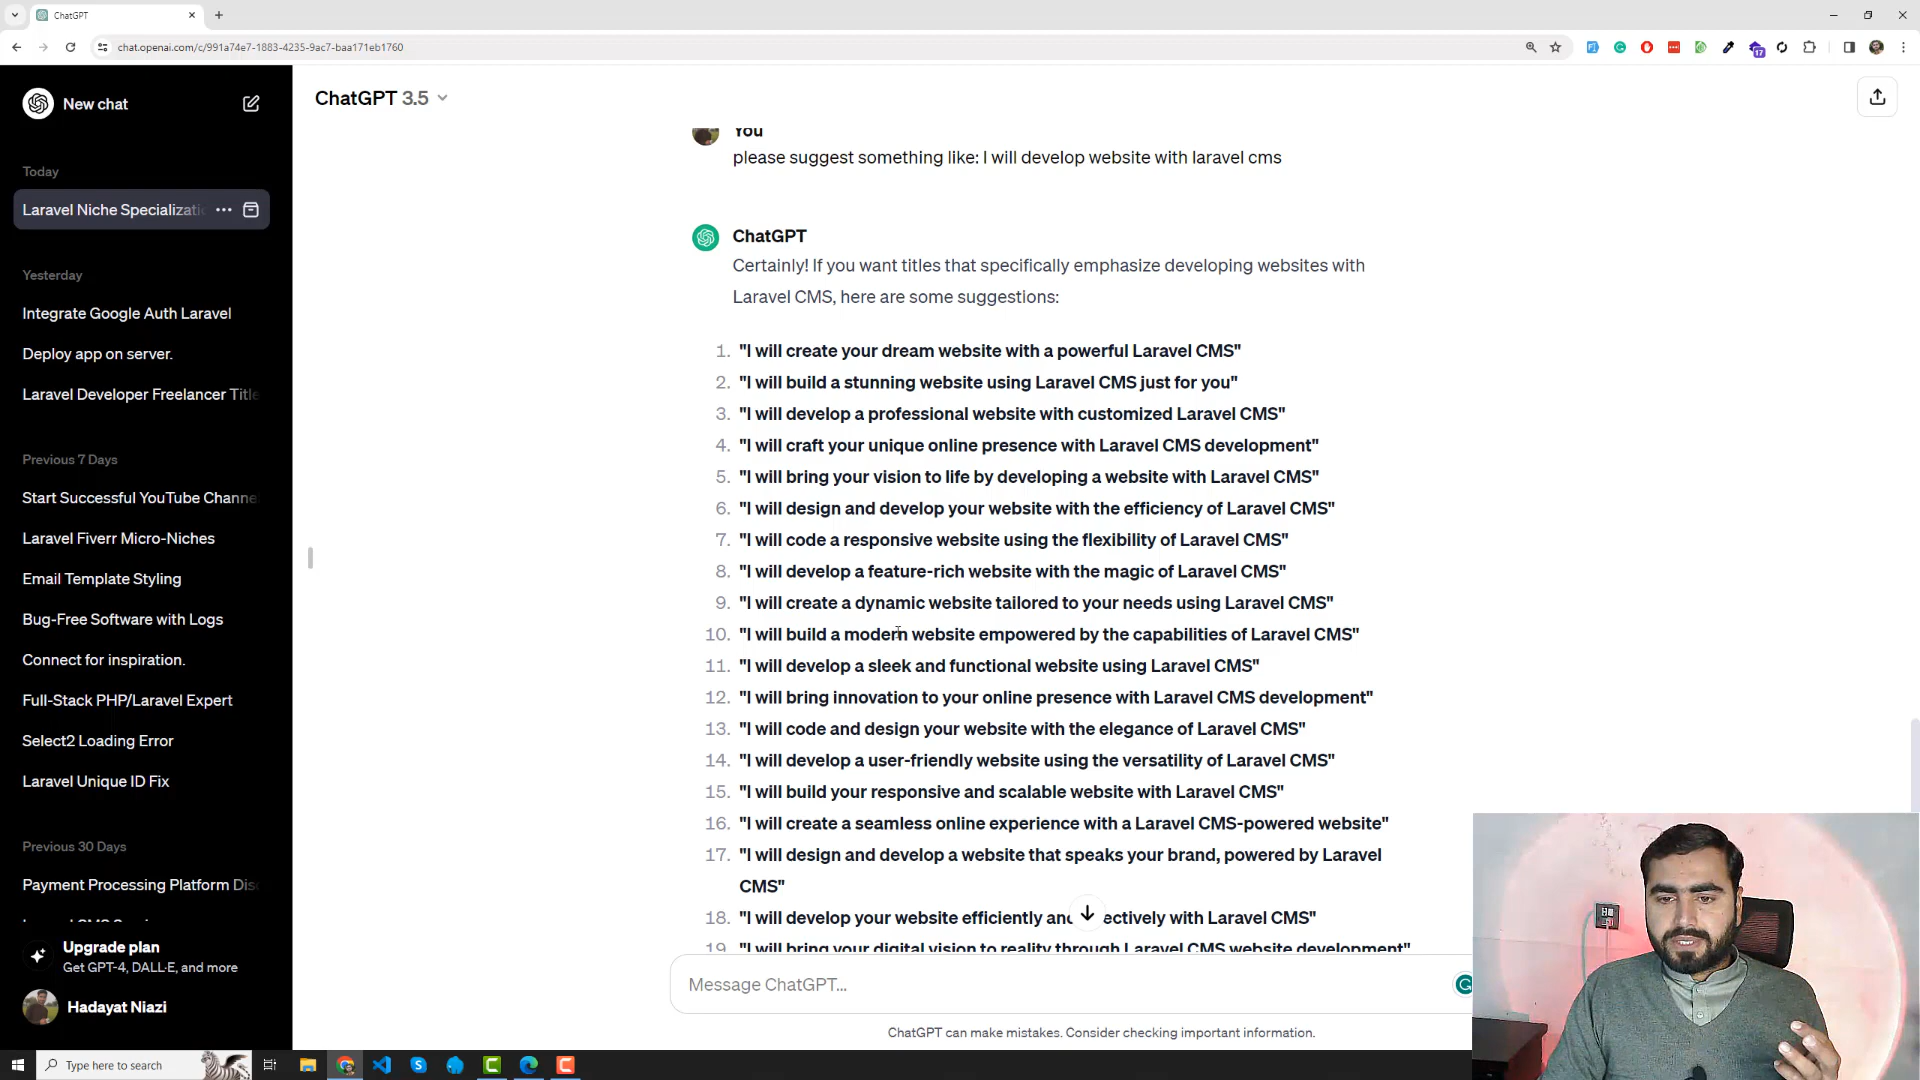 ChatGPT
chat.openai.com/c/991a74e7-1883-4235-9ac7-baa171eb1760
17
New chat
Today
Laravel Niche Specializati
Yesterday
Integrate Google Auth Laravel
Deploy app on server.
Laravel Developer Freelancer Title
Previous 7 Days
Start Successful YouTube Channe
Laravel Fiverr Micro-Niches
Email Template Styling
Bug-Free Software with Logs
Connect for inspiration.
Full-Stack PHP/Laravel Expert
Select2 Loading Error
Laravel Unique ID Fix
Previous 30 Days
Payment Processing Platform Dis
Upgrade plan
Get GPT-4, DALL·E, and more
Hadayat Niazi
ChatGPT 3.5
You
please suggest something like: I will develop website with laravel cms
ChatGPT
Certainly! If you want titles that specifically emphasize developing websites with
Laravel CMS, here are some suggestions:
1. "I will create your dream website with a powerful Laravel CMS"
2. "I will build a stunning website using Laravel CMS just for you"
3. "I will develop a professional website with customized Laravel CMS"
4. "I will craft your unique online presence with Laravel CMS development"
5. "I will bring your vision to life by developing a website with Laravel CMS"
6. "I will design and develop your website with the efficiency of Laravel CMS"
7. "I will code a responsive website using the flexibility of Laravel CMS"
8. "I will develop a feature-rich website with the magic of Laravel CMS"
9. "I will create a dynamic website tailored to your needs using Laravel CMS"
10. "I will build a modern website empowered by the capabilities of Laravel CMS"
11. "I will develop a sleek and functional website using Laravel CMS"
12. "I will bring innovation to your online presence with Laravel CMS development"
13. "I will code and design your website with the elegance of Laravel CMS"
14. "I will develop a user-friendly website using the versatility of Laravel CMS"
15. "I will build your responsive and scalable website with Laravel CMS"
16. "I will create a seamless online experience with a Laravel CMS-powered website"
17. "I will design and develop a website that speaks your brand, powered by Laravel
CMS"
18. "I will develop your website efficiently and ectively with Laravel CMS"
19. "I will bring your digital vision to reality through Laravel CMS website development"
Message ChatGPT...
ChatGPT can make mistakes. Consider checking important information.
Type here to search